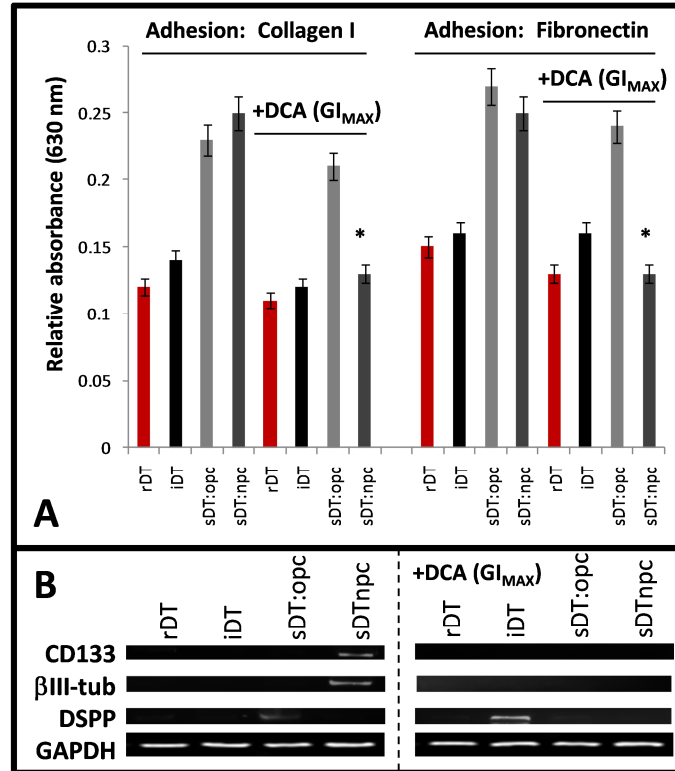 Adhesion: Collagen I
Adhesion: Fibronectin
+DCA (GIMAX)
+DCA (GIMAX)
Relative absorbance (630 nm)
0.3
0.25
0.2
0.15
0.1
0.05
0
*
*
rDT
iDT
sDT:opc
sDT:npc
rDT
iDT
sDT:opc
sDT:npc
rDT
iDT
sDT:opc
sDT:npc
rDT
iDT
sDT:opc
sDT:npc
A
B
rDT
iDT
sDT:opc
sDTnpc
+DCA (GIMAX)
rDT
iDT
sDT:opc
sDTnpc
CD133
βIII-tub
DSPP
GAPDH